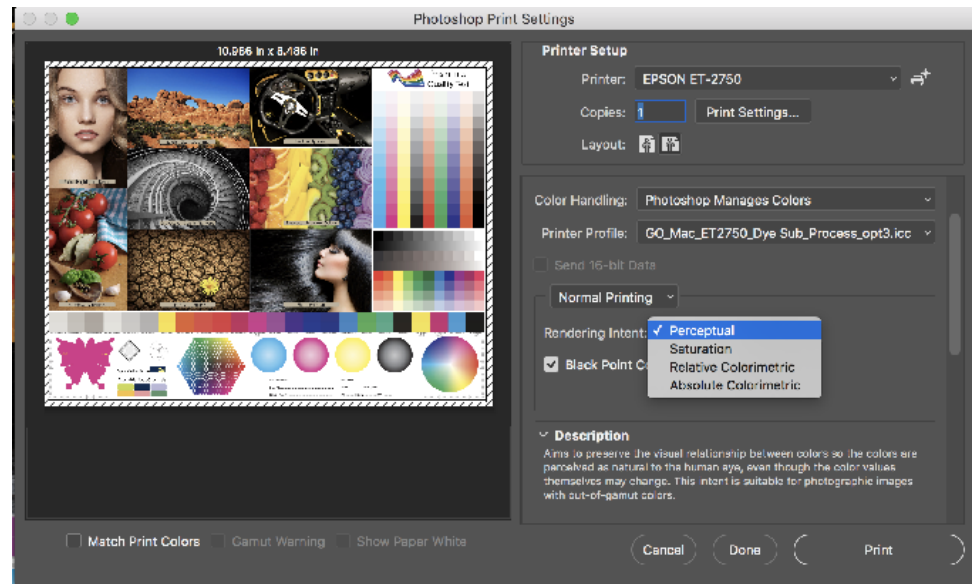 Photoshop Print Settings
10.986 in x 8.486 in
Quality Test
Printer Setup
Printer: EPSON ET-2750
Copies: 1 Print Settings...
Layout:
Color Handling: Photoshop Manages Colors
Printer Profile: GO_Mac_ET2750_Dye Sub_Process_opt3.icc
Send 16-bit Data
Normal Printing
Rendering Intent: ✓ Perceptual
Saturation
Black Point
Relative Colorimetric
Absolute Colorimetric
Description
Aims to preserve the visual relationship between colors so the colors are
perceived as natural to the human eye, even though the color values
themselves may change. This intent is suitable for photographic images
with out-of-gamut colors.
Match Print Colors Gamut Warning Show Paper White
Cancel Done Print